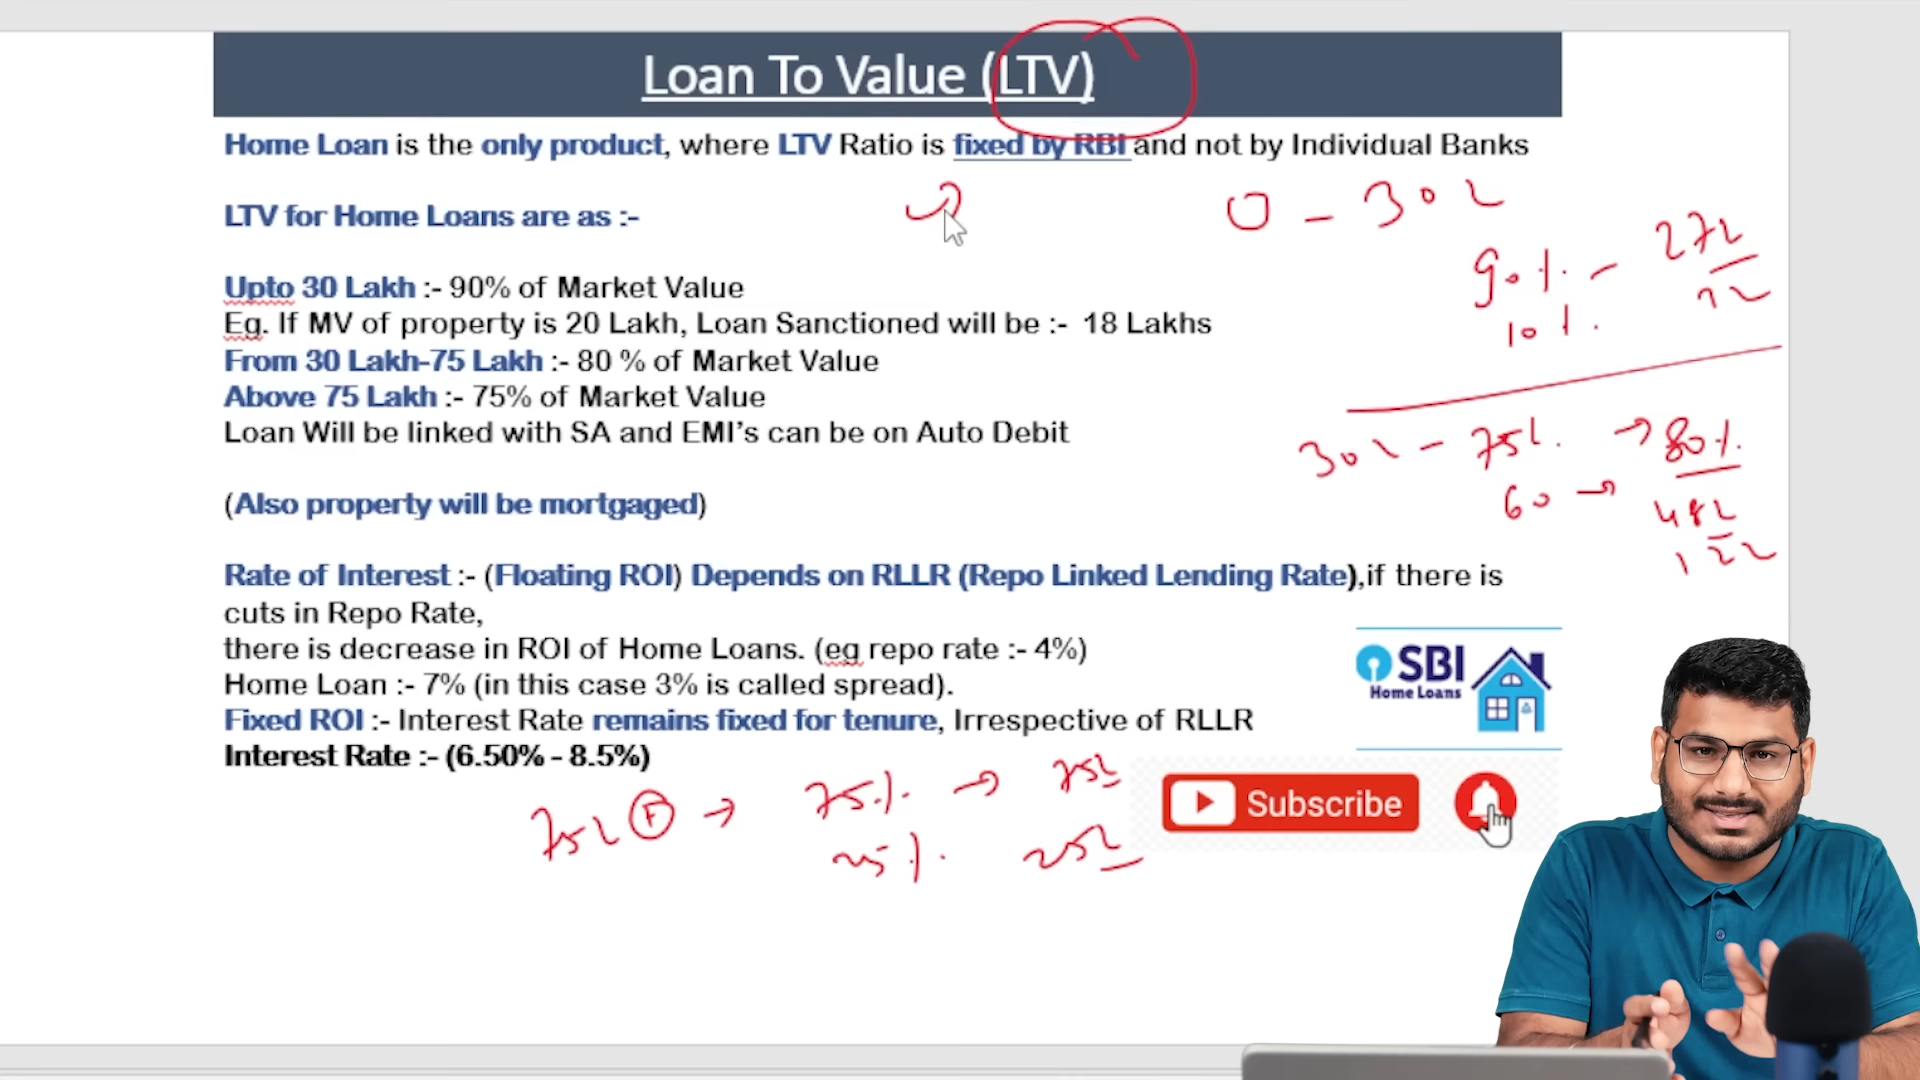 Loan To Value (LTV)
Home Loan is the only product, where LTV Ratio is fixed by RBI and not by Individual Banks
0 - 30L
LTV for Home Loans are as :-
90% - 27L
10%.
Upto 30 Lakh :- 90% of Market Value
Eg. If MV of property is 20 Lakh, Loan Sanctioned will be :- 18 Lakhs
From 30 Lakh-75 Lakh :- 80 % of Market Value
Above 75 Lakh :- 75% of Market Value
Loan Will be linked with SA and EMI's can be on Auto Debit
30L - 75L. → 80%.
60 → 48L
12L
(Also property will be mortgaged)
Rate of Interest :- (Floating ROI) Depends on RLLR (Repo Linked Lending Rate),if there is
cuts in Repo Rate,
there is decrease in ROI of Home Loans. (eg repo rate :- 4%)
Home Loan :- 7% (in this case 3% is called spread).
Fixed ROI :- Interest Rate remains fixed for tenure, Irrespective of RLLR
Interest Rate :- (6.50% - 8.5%)
SBI
Home Loans
75L → 75%. → 75L
25%. 25L
Subscribe